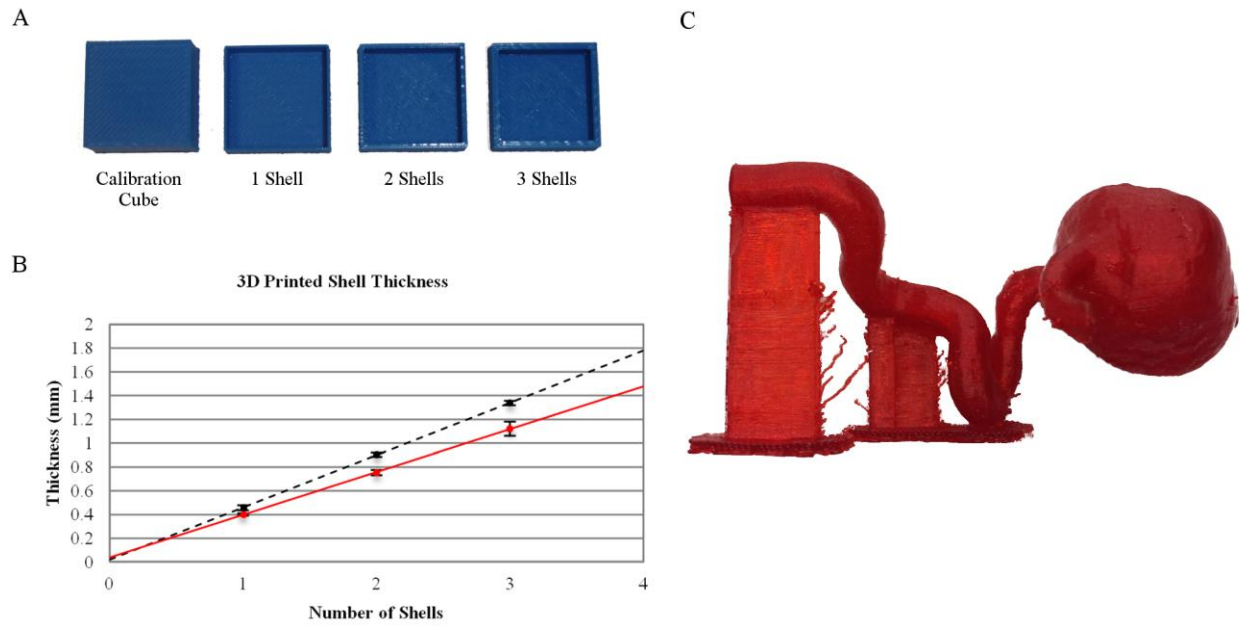 A
Calibration
Cube
1 Shell
2 Shells
3 Shells
B
3D Printed Shell Thickness
Thickness (mm)
2
1.8
1.6
1.4
1.2
1
0.8
0.6
0.4
0.2
0
0 1 2 3 4
Number of Shells
C